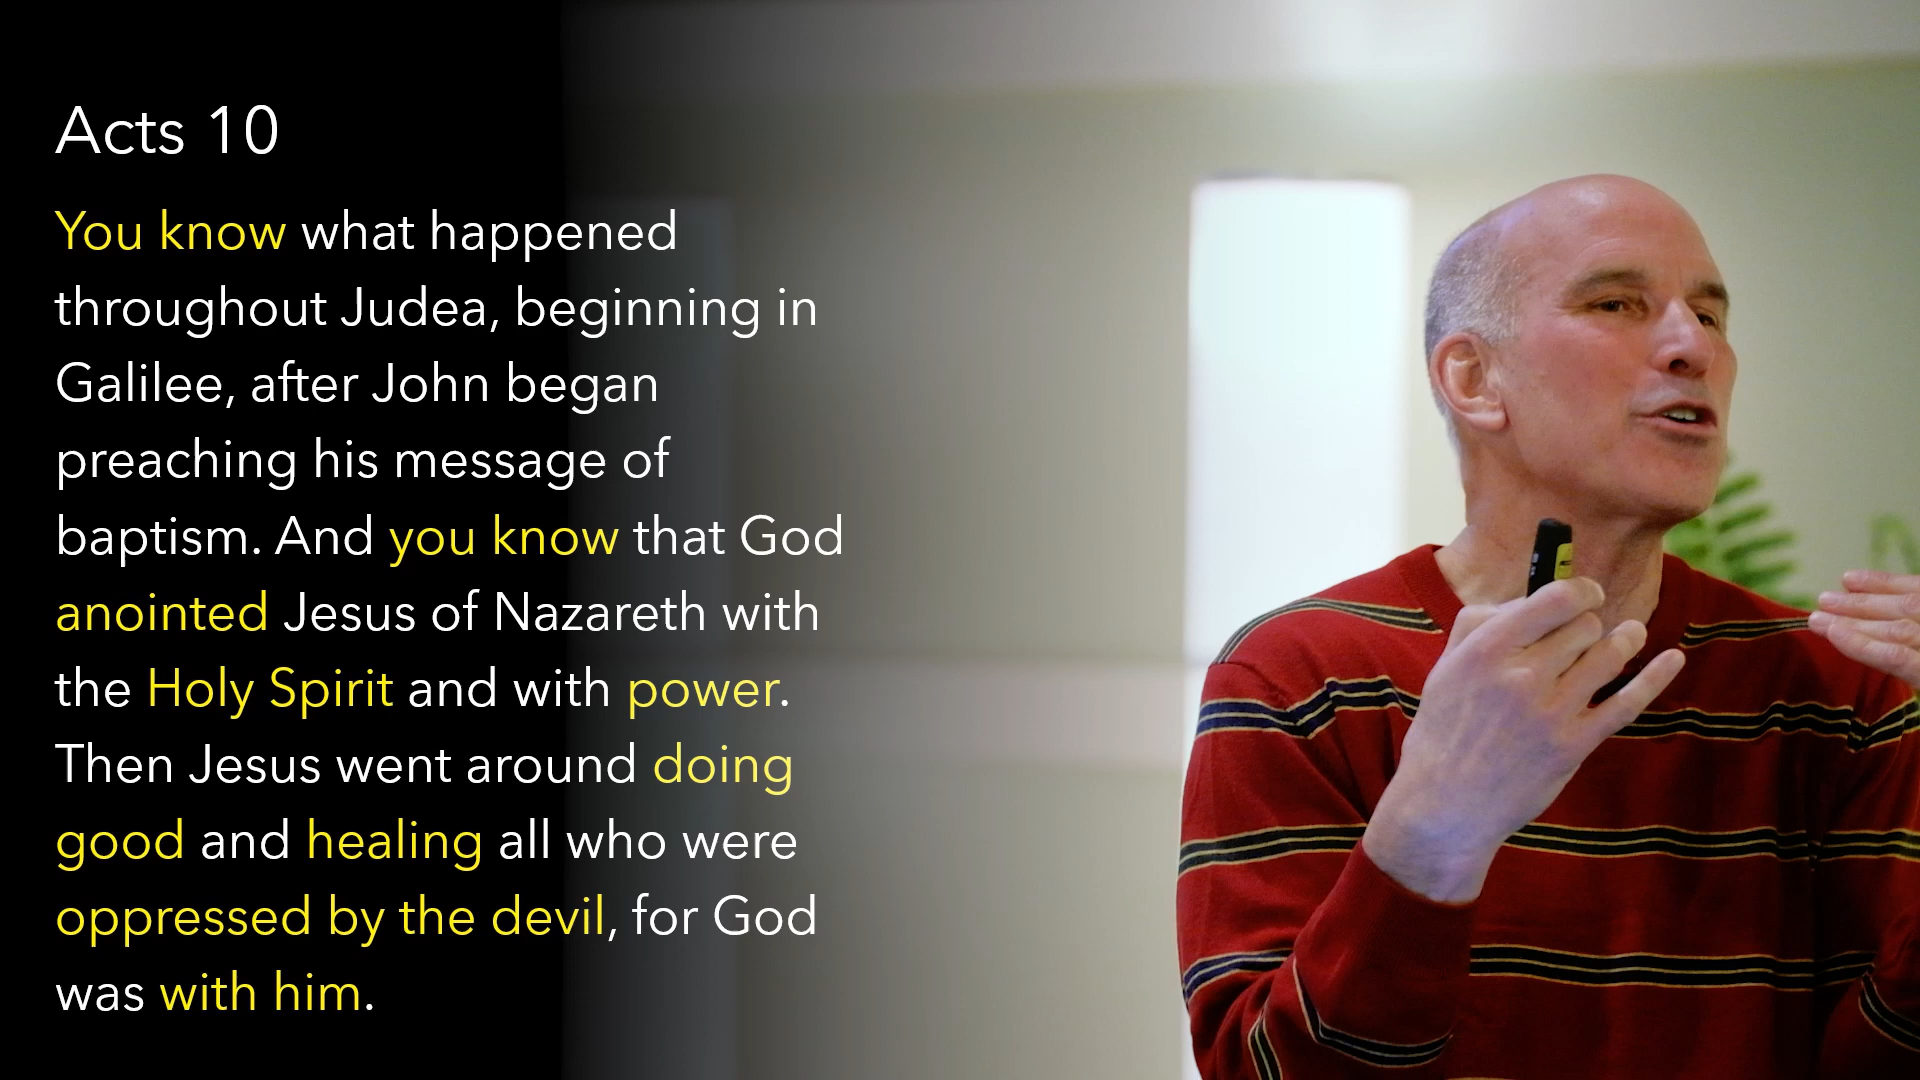 Acts 10
You know what happened
throughout Judea, beginning in
Galilee, after John began
preaching his message of
baptism. And you know that God
anointed Jesus of Nazareth with
the Holy Spirit and with power.
Then Jesus went around doing
good and healing all who were
oppressed by the devil, for God
was with him.